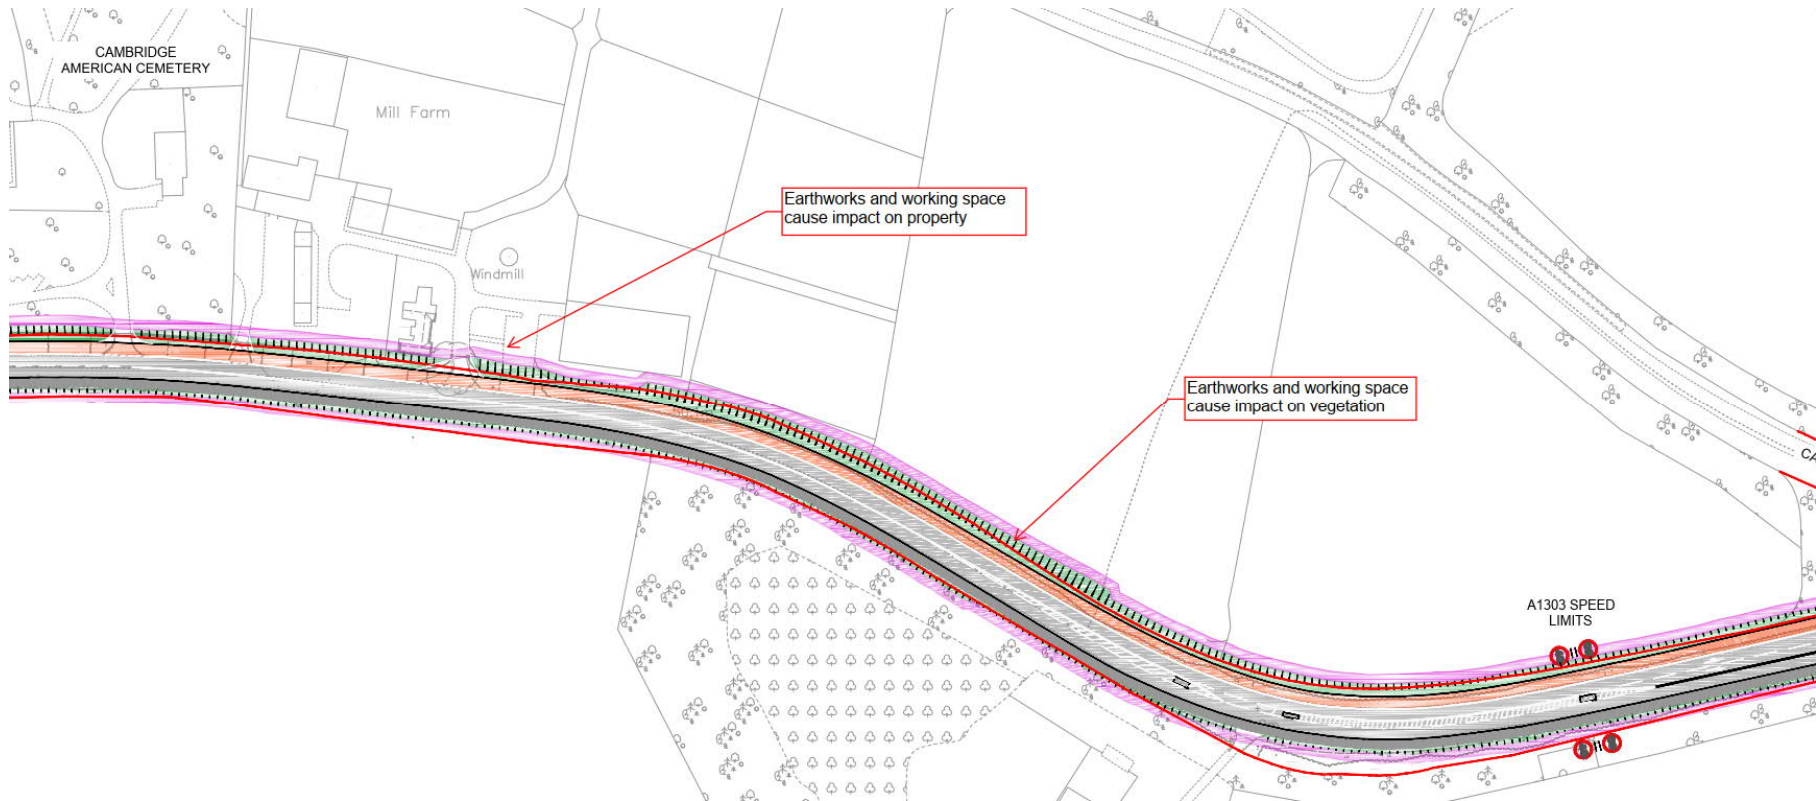 CAMBRIDGE
AMERICAN CEMETERY
Mill Farm
Earthworks and working space
cause impact on property
Windmill
Earthworks and working space
cause impact on vegetation
CA
A1303 SPEED
LIMITS